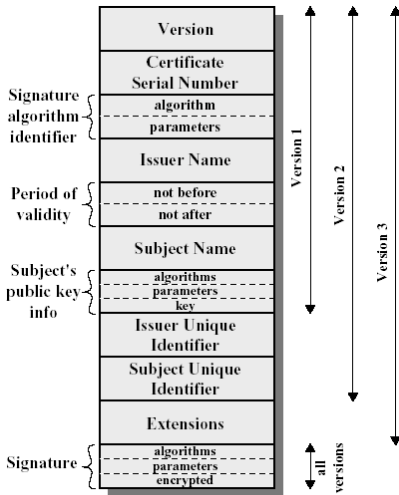 Version
Certificate
Serial Number
Signature
algorithm
identifier
algorithm
parameters
Issuer Name
Period of
validity
not before
not after
Subject Name
Subject's
public key
info
algorithms
parameters
key
Issuer Unique
Identifier
Subject Unique
Identifier
Extensions
Signature
algorithms
parameters
encrypted
Version 1
Version 2
Version 3
all
versions